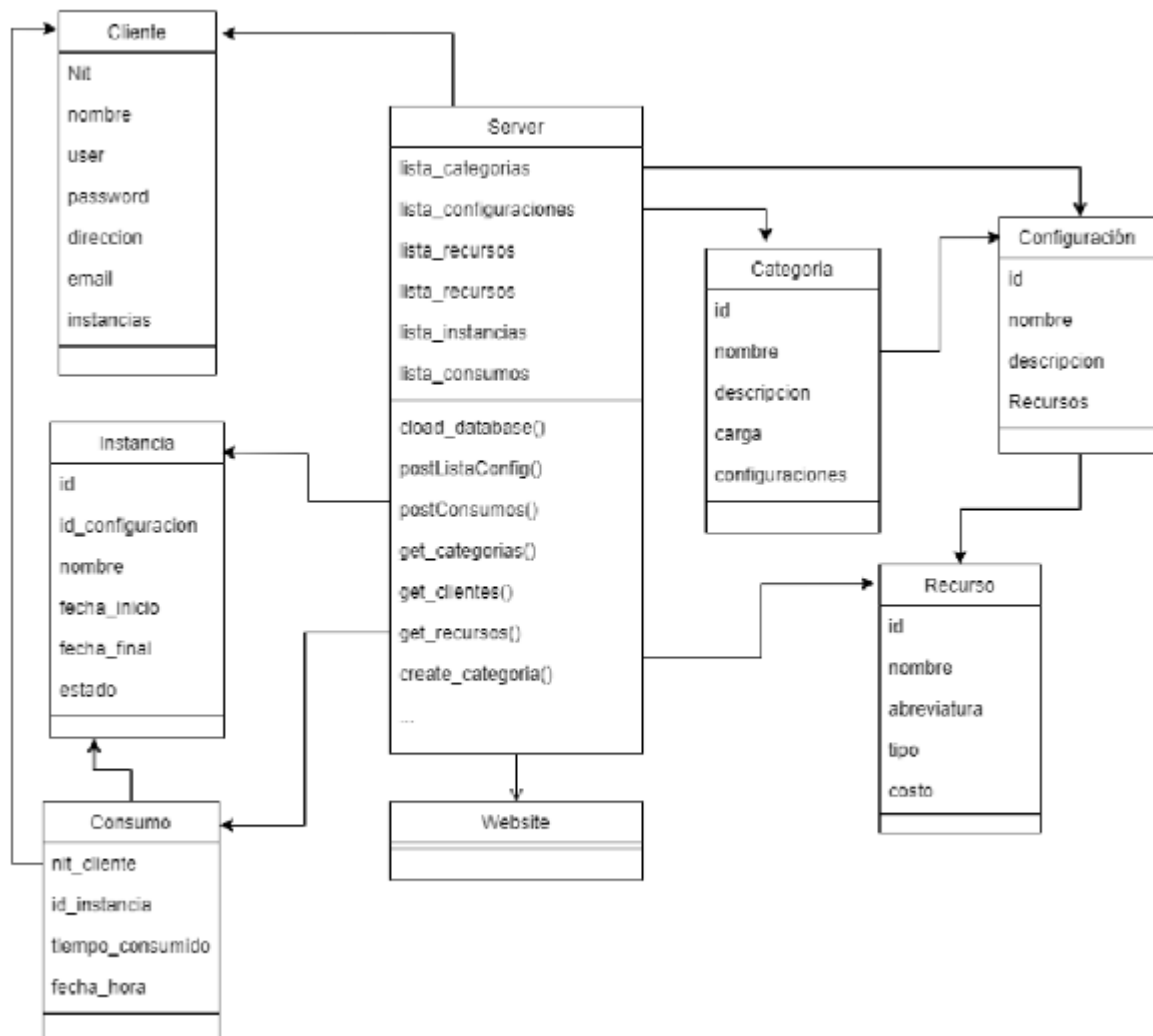 Cliente
Nit
nombre
user
password
direccion
email
instancias
Server
lista_categorias
lista_configuraciones
lista_recursos
lista_recursos
lista_instancias
lista_consumos
cload_database()
postListaConfig()
postConsumos()
get_categorias()
get_clientes()
get_recursos()
create_categoria()
...
Categoria
id
nombre
descripcion
carga
configuraciones
Configuración
id
nombre
descripcion
Recursos
Instancia
id
id_configuracion
nombre
fecha_inicio
fecha_final
estado
Recurso
id
nombre
abreviatura
tipo
costo
Consumo
nit_cliente
id_instancia
tiempo_consumido
fecha_hora
Website